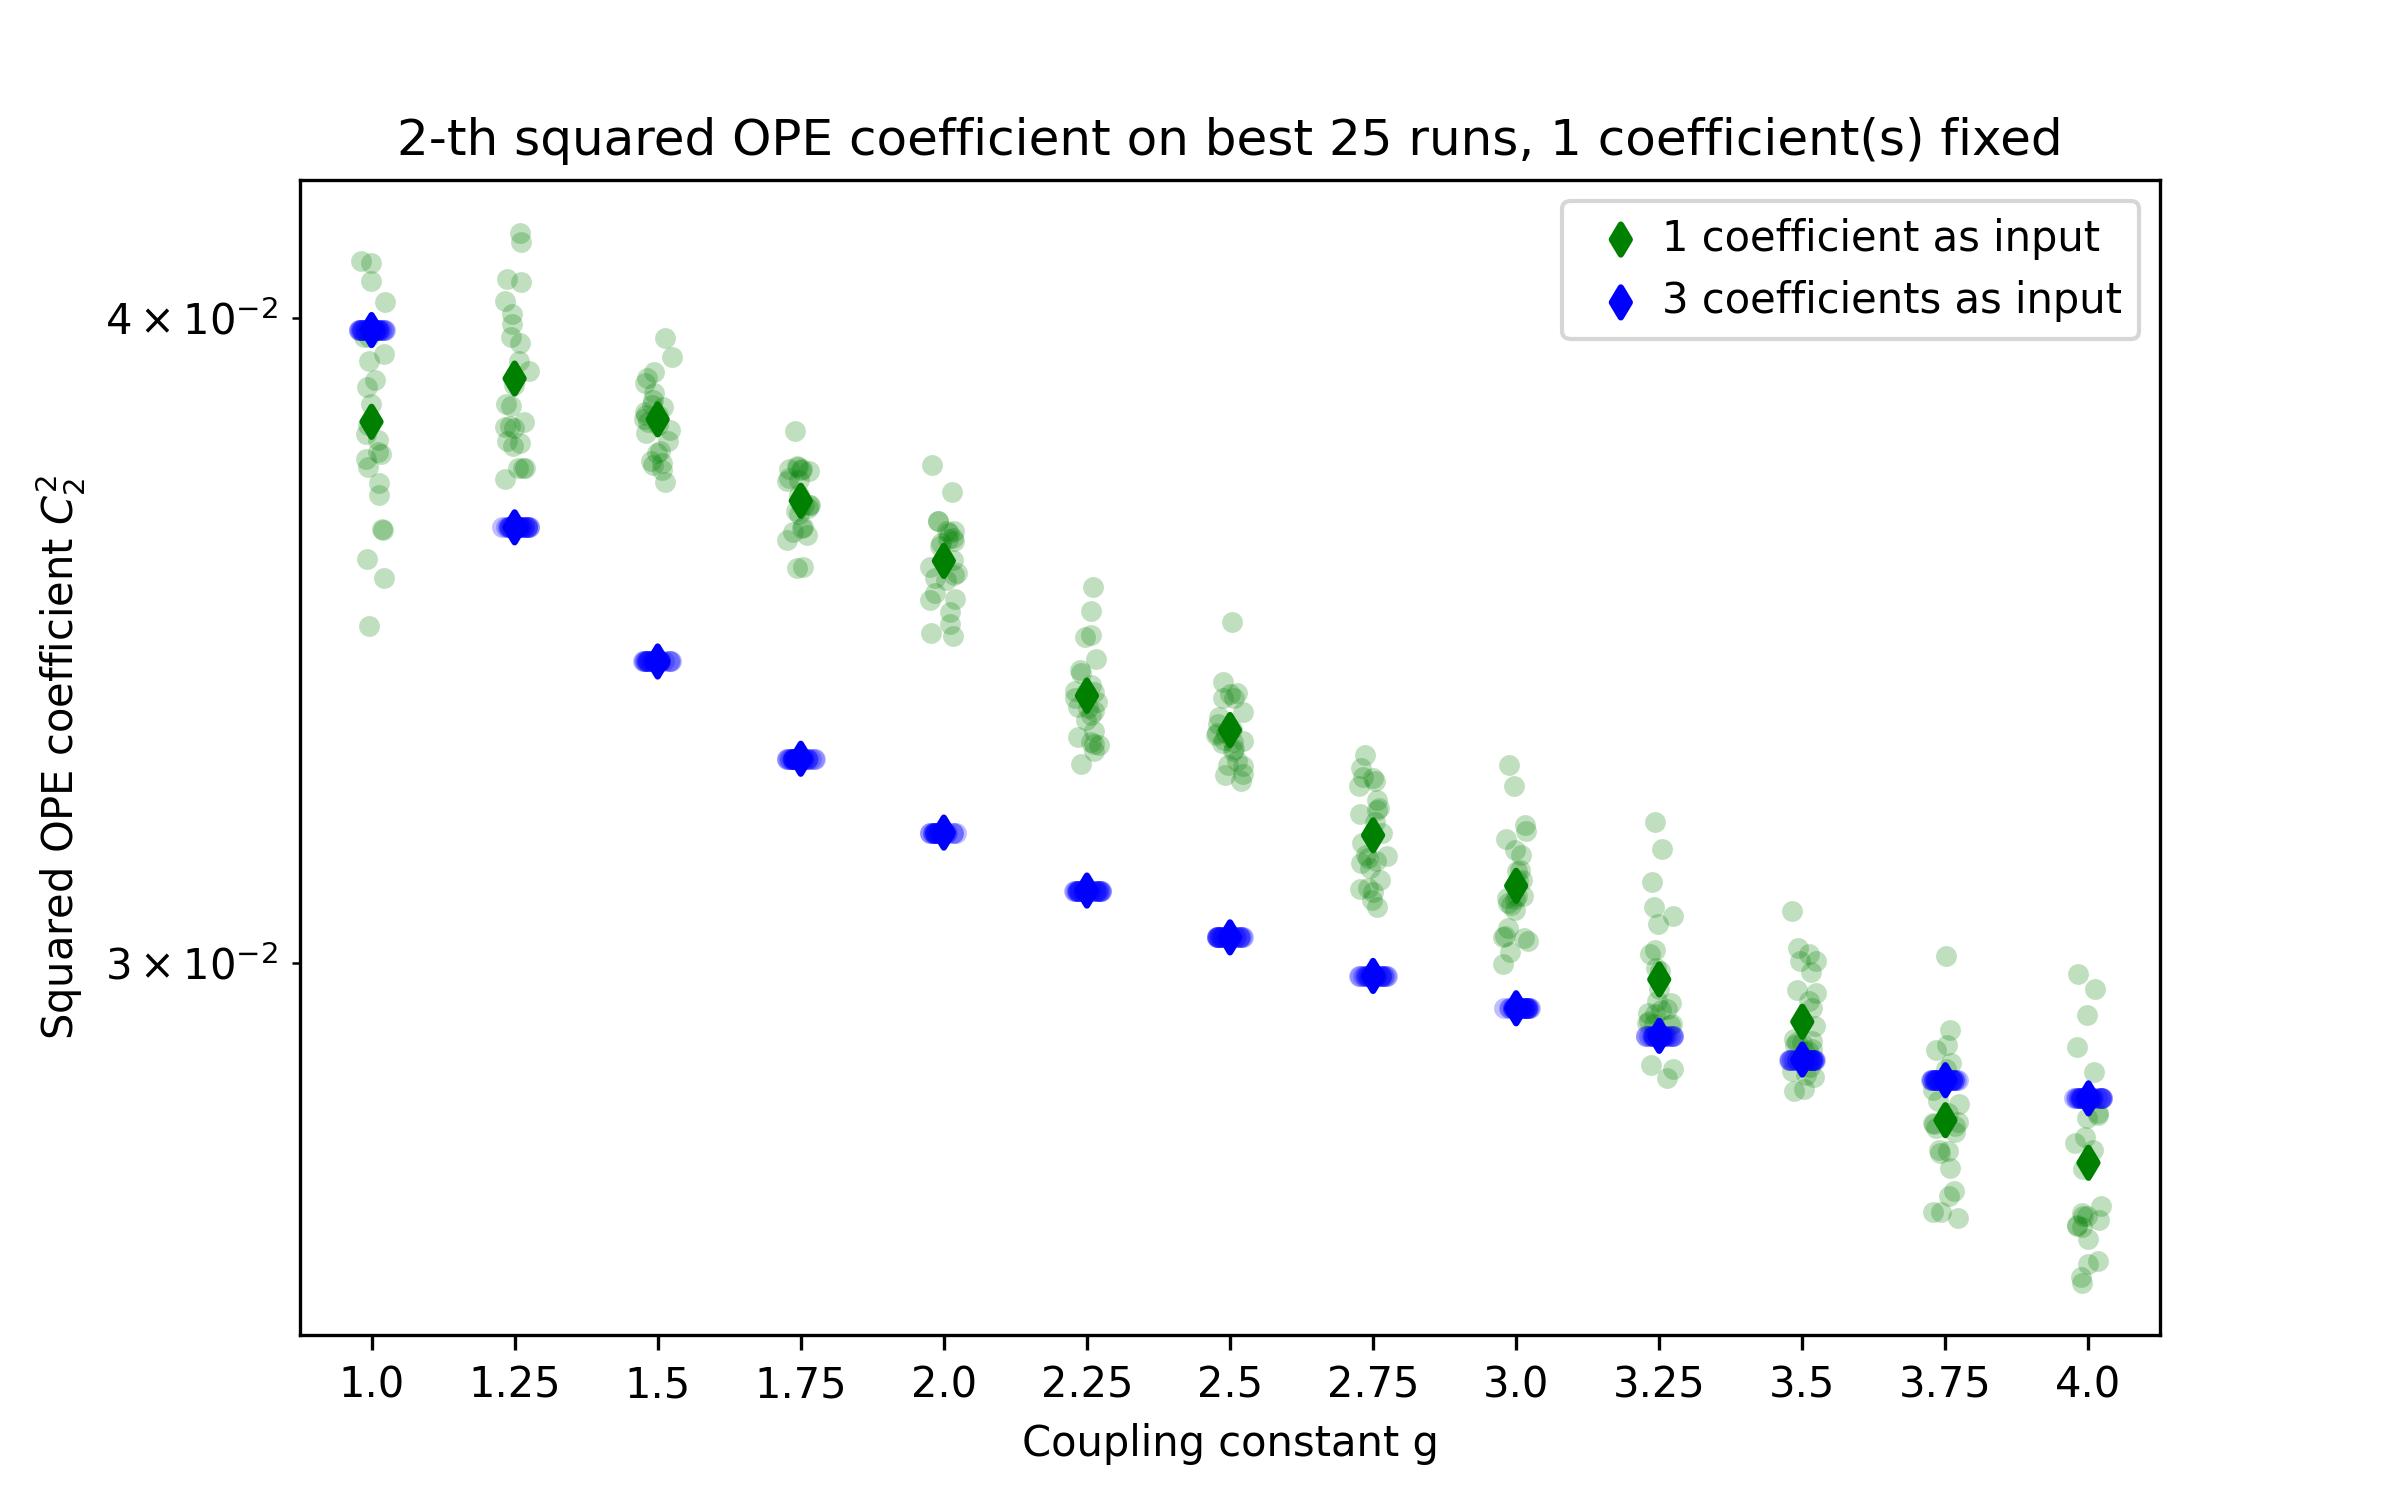 2-th squared OPE coefficient on best 25 runs, 1 coefficient(s) fixed
1 coefficient as input
3 coefficients as input
4 × 10⁻²
3 × 10⁻²
Squared OPE coefficient C₂²
1.0 1.25 1.5 1.75 2.0 2.25 2.5 2.75 3.0 3.25 3.5 3.75 4.0
Coupling constant g